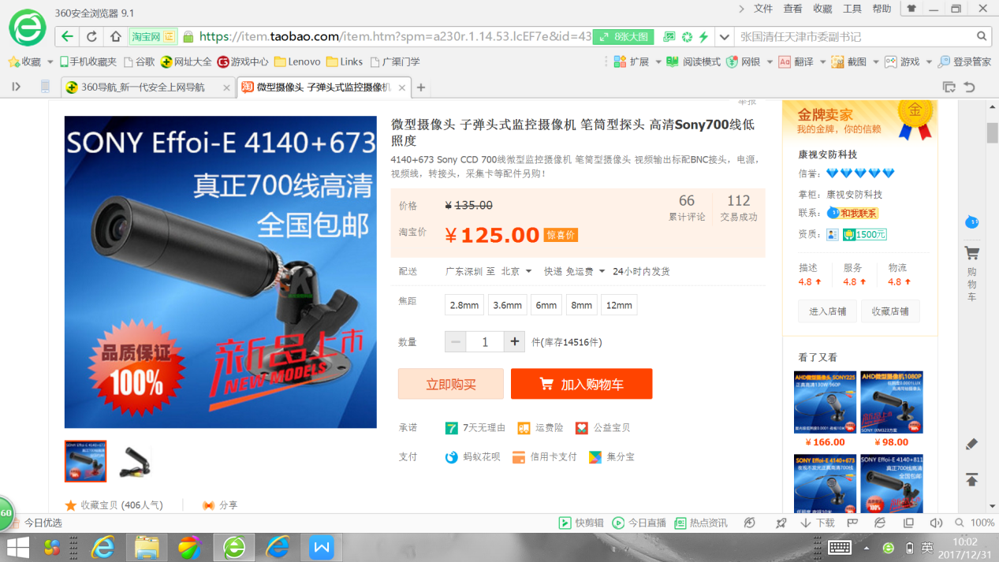 360安全浏览器 9.1
文件 查看 收藏 工具 帮助
淘宝网 证 https://item.taobao.com/item.htm?spm=a230r.1.14.53.lcEF7e&id=43 8张大图 张国清任天津市委副书记
收藏 手机收藏夹 谷歌 网址大全 游戏中心 Lenovo Links 广渠门学 扩展 阅读模式 网银 翻译 截图 游戏 登录管家
360导航_新一代安全上网导航 微型摄像头 子弹头式监控摄像机
举报
SONY Effoi-E 4140+673
真正700线高清
全国包邮
品质保证
100%
新品上市
NEW MODELS
收藏宝贝 (406人气) 分享
微型摄像头 子弹头式监控摄像机 笔筒型探头 高清Sony700线低
照度
4140+673 Sony CCD 700线微型监控摄像机 笔筒型摄像头 视频输出标配BNC接头，电源，
视频线，转接头，采集卡等配件另购！
价格 ¥ 135.00
淘宝价 ¥ 125.00 惊喜价
66 112
累计评论 交易成功
配送 广东深圳 至 北京 快递 免运费 24小时内发货
焦距 2.8mm 3.6mm 6mm 8mm 12mm
数量 1 件(库存14516件)
立即购买 加入购物车
承诺 7天无理由 运费险 公益宝贝
支付 蚂蚁花呗 信用卡支付 集分宝
金牌卖家
我的金牌，你的信赖
金
康视安防科技
信誉：
掌柜： 康视安防科技
联系： 和我联系
资质： 1500元
描述 服务 物流
4.8 4.8 4.8
进入店铺 收藏店铺
看了又看
AHD微型摄像头 SONY225
AHD微型摄像机1080P
¥ 166.00 ¥ 98.00
SONY Effoi-E 4140+673
SONY Effoi-E 4140+811
真正700线高清
全国包邮
购物车
60
今日优选 快剪辑 今日直播 热点资讯 下载 100%
英
10:02
2017/12/31